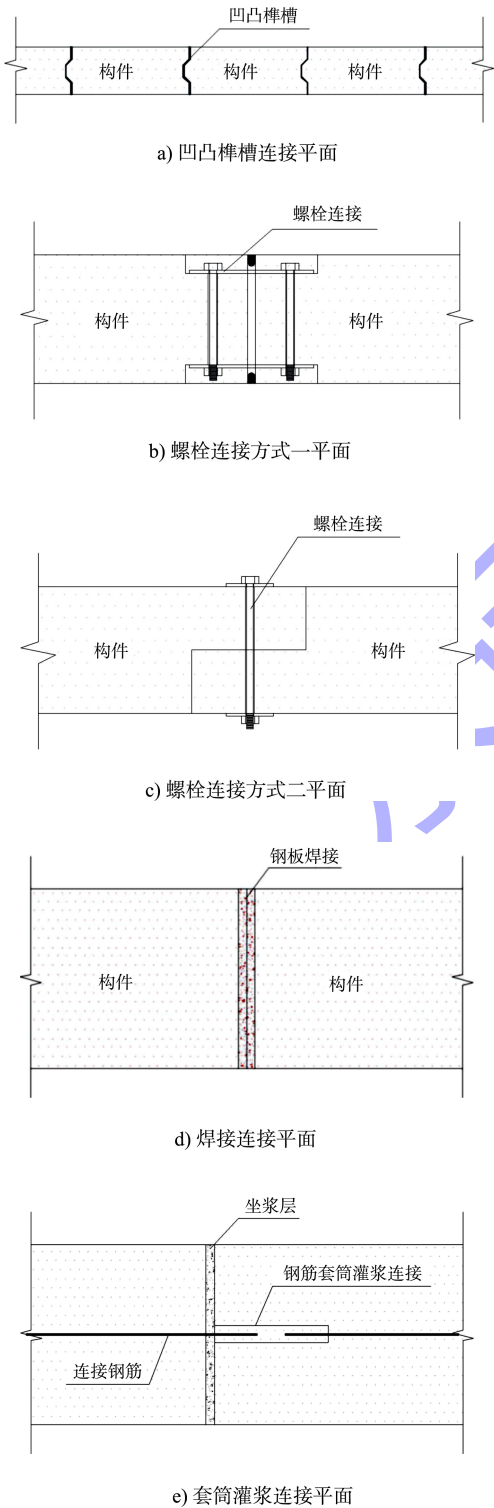 凹凸榫槽
构件 构件 构件
a) 凹凸榫槽连接平面
螺栓连接
构件 构件
b) 螺栓连接方式一平面
螺栓连接
构件 构件
c) 螺栓连接方式二平面
钢板焊接
构件 构件
d) 焊接连接平面
坐浆层
钢筋套筒灌浆连接
连接钢筋
e) 套筒灌浆连接平面